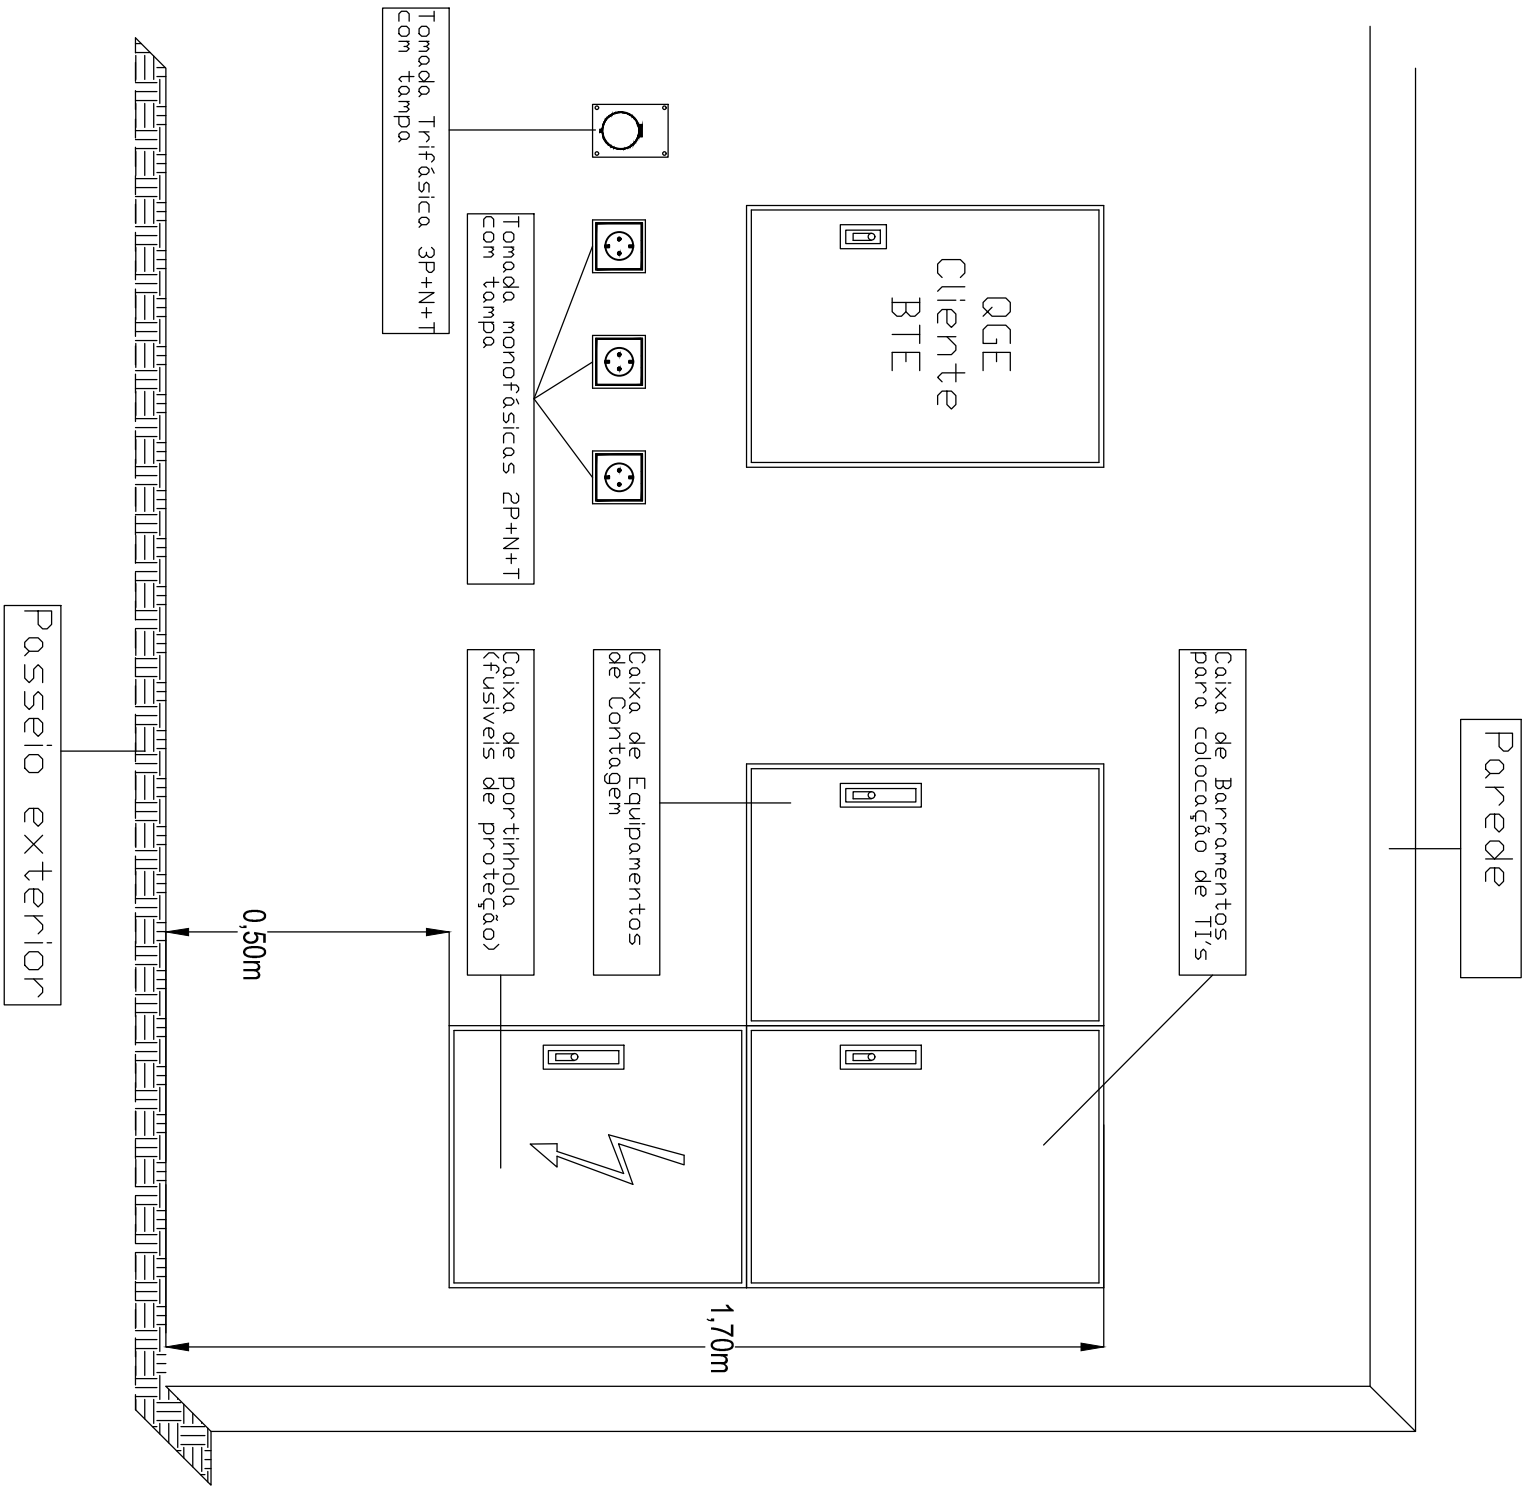 Parede
Caixa de Barramentos
para colocação de TI's
QGE
Cliente
BTE
Caixa de Equipamentos
de Contagem
1,70m
Caixa de portinhola
(fusiveis de proteção)
Tomada monofásicas 2P+N+T
com tampa
Tomada Trifásica 3P+N+T
com tampa
0,50m
Passeio exterior